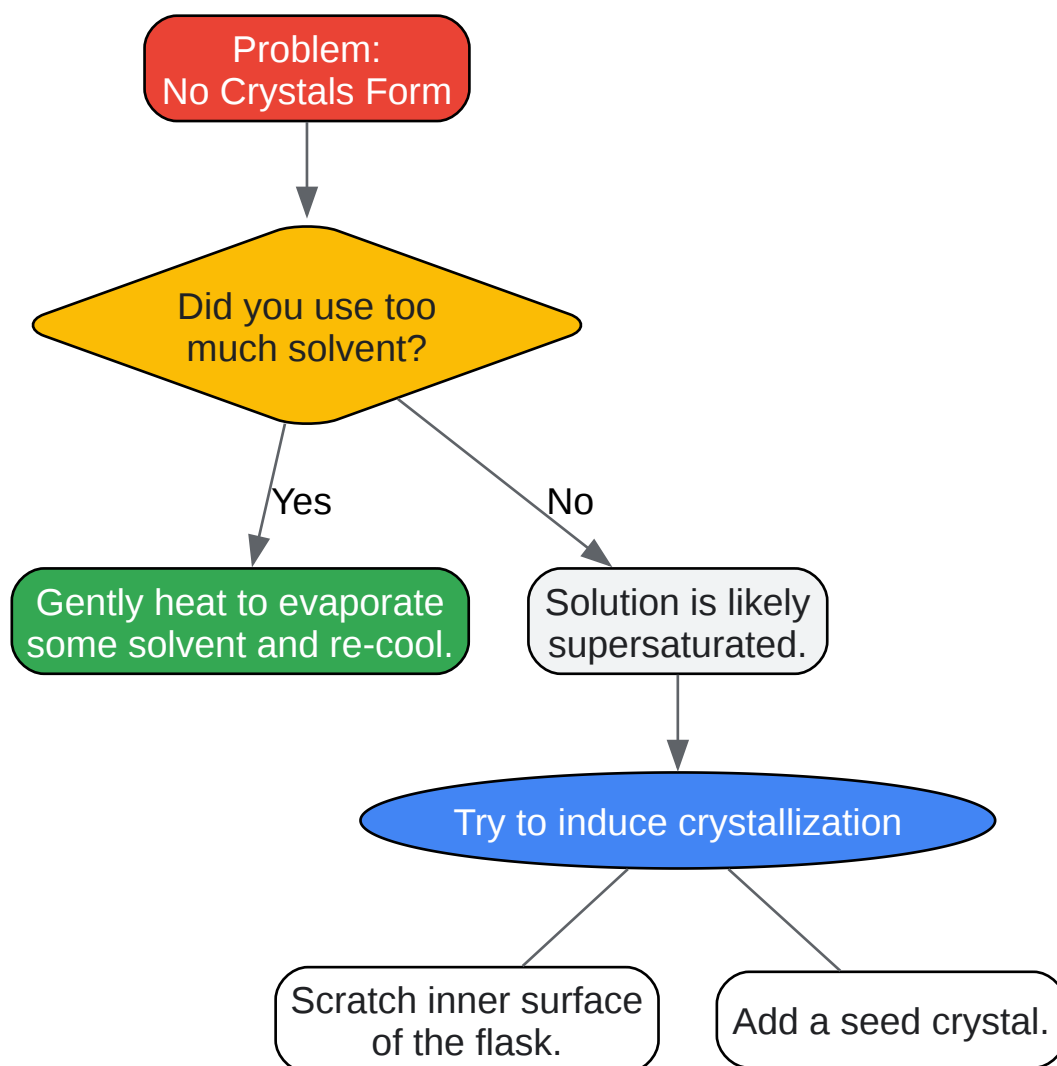 Problem:
No Crystals Form
Did you use too
much solvent?
Yes
No
Gently heat to evaporate
some solvent and re-cool.
Solution is likely
supersaturated.
Try to induce crystallization
Scratch inner surface
of the flask.
Add a seed crystal.